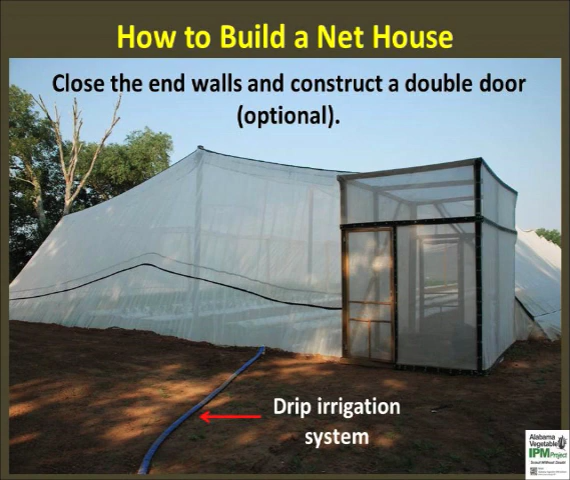 How to Build a Net House
Close the end walls and construct a double door
(optional).
Drip irrigation
system
Alabama
Vegetable
IPM Project